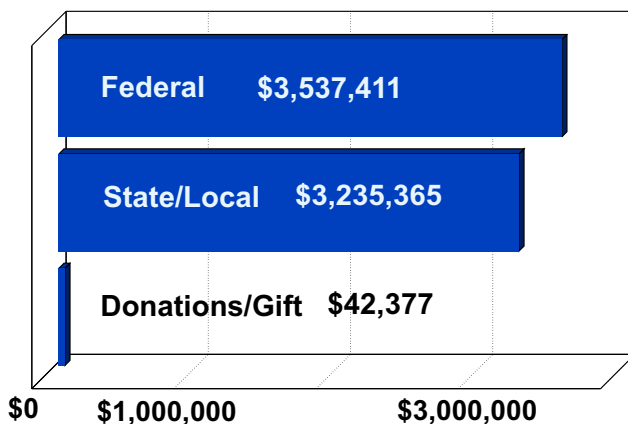 Federal $3,537,411
State/Local $3,235,365
Donations/Gift $42,377
$0 $1,000,000 $3,000,000